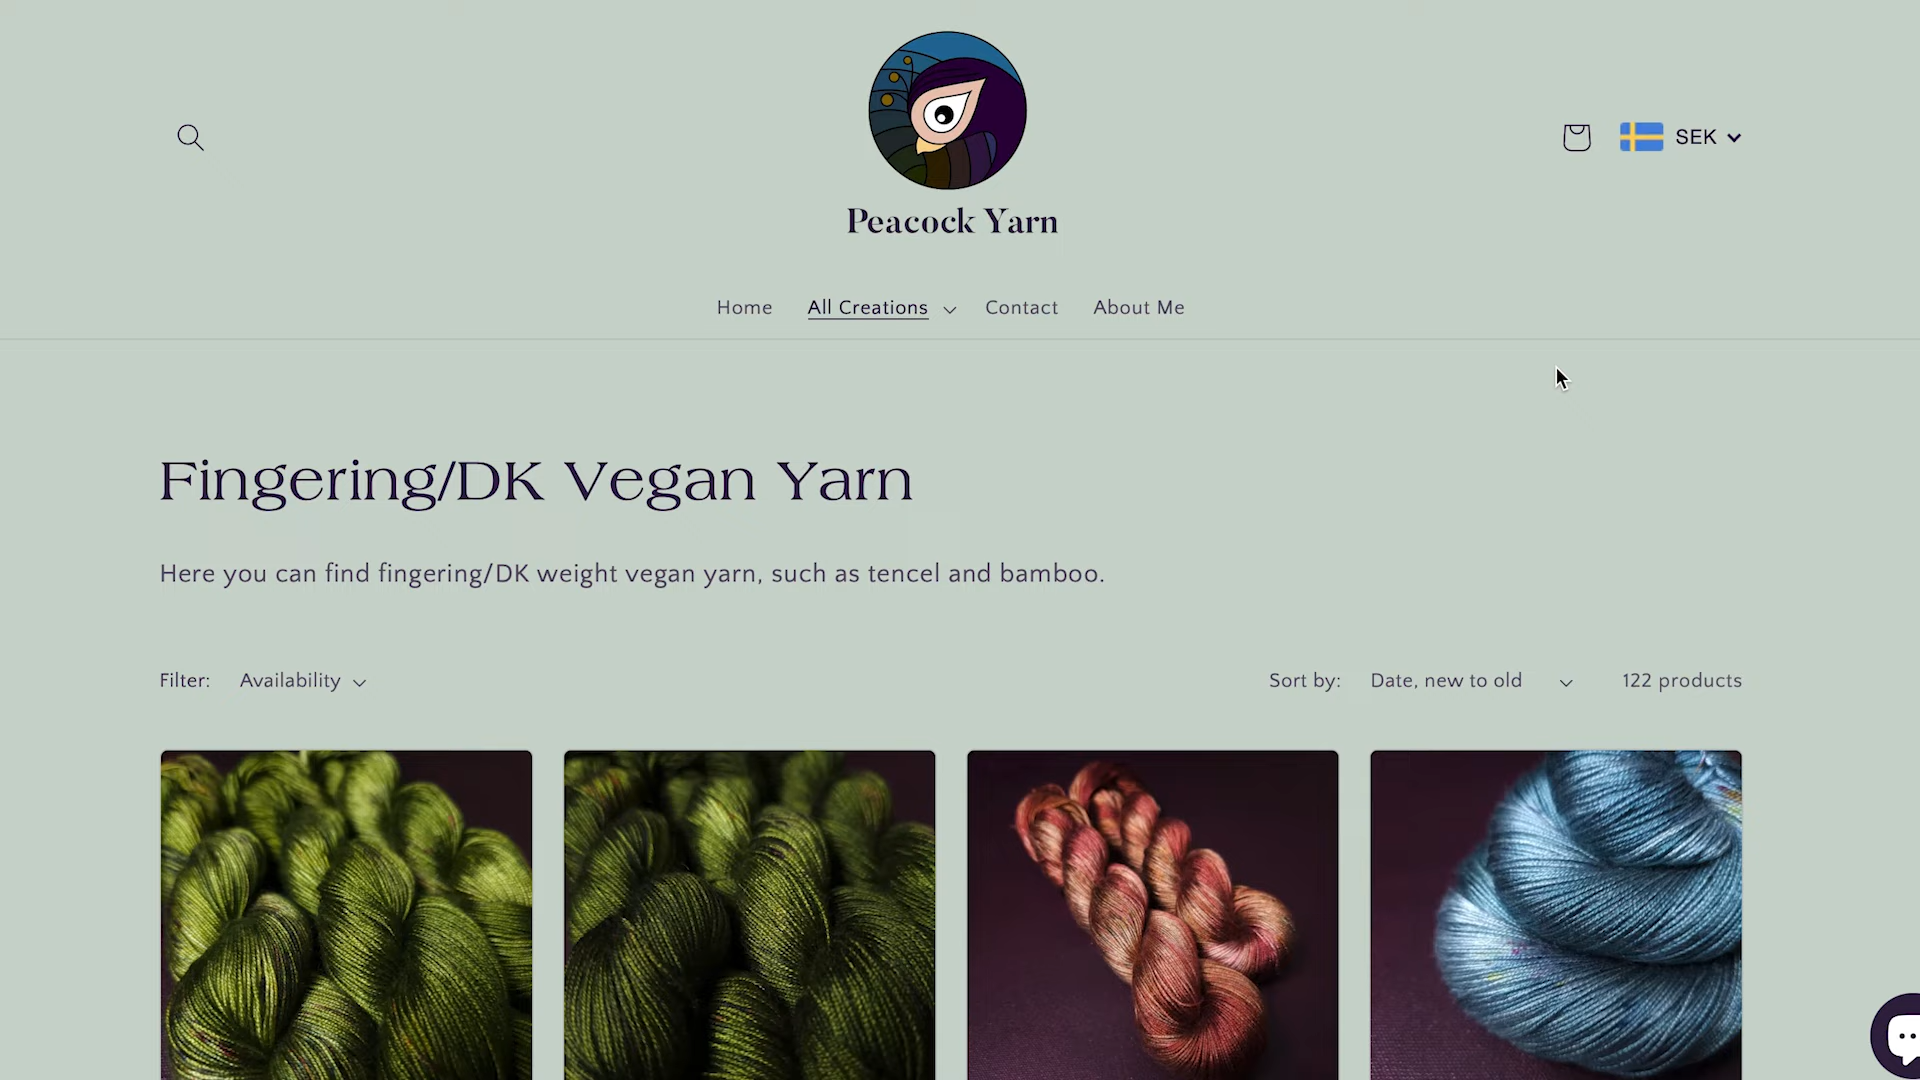 Peacock Yarn
SEK
Home
All Creations
Contact
About Me
Fingering/DK Vegan Yarn
Here you can find fingering/DK weight vegan yarn, such as tencel and bamboo.
Filter:
Availability
Sort by:
Date, new to old
122 products